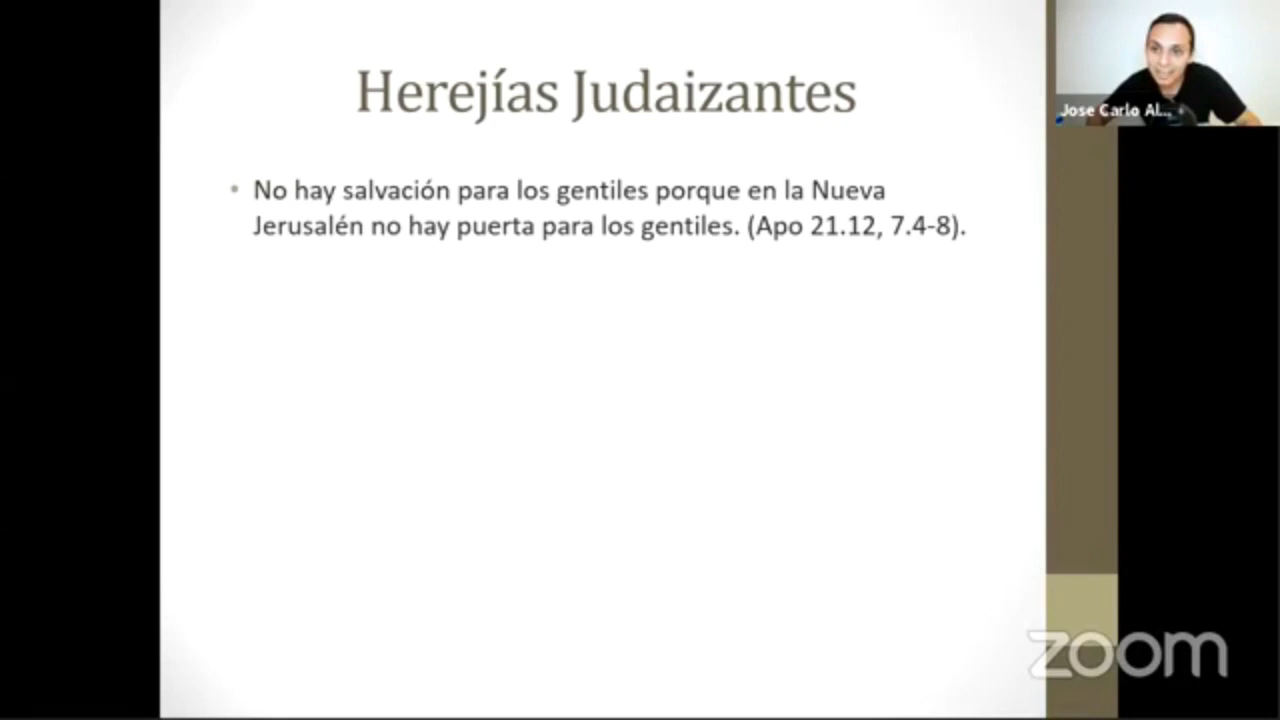 Herejías Judaizantes
Jose Carlo Al...
• No hay salvación para los gentiles porque en la Nueva
Jerusalén no hay puerta para los gentiles. (Apo 21.12, 7.4-8).
zoom